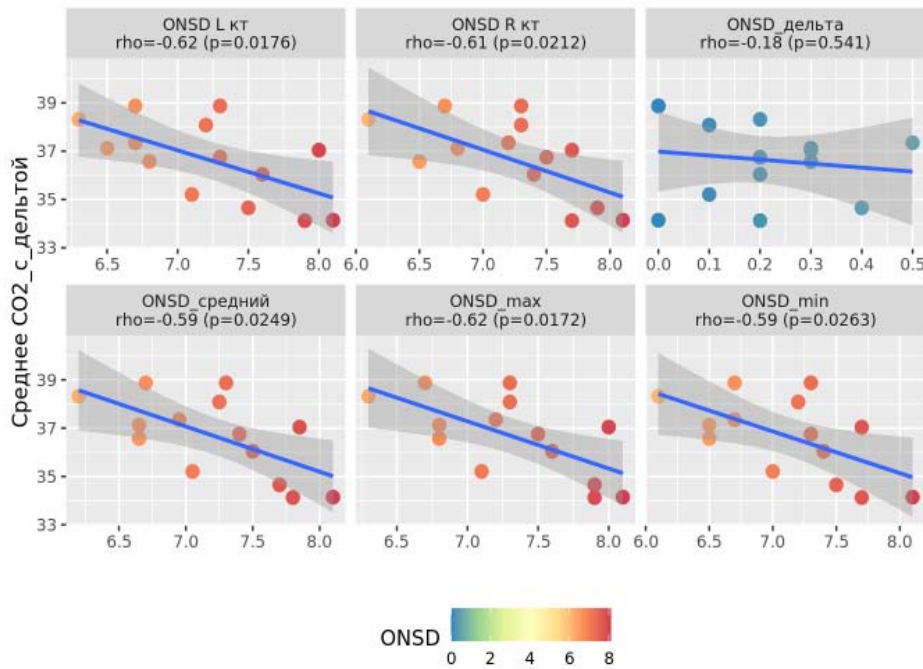 ONSD L кт
rho=-0.62 (p=0.0176)
ONSD R кт
rho=-0.61 (p=0.0212)
ONSD_дельта
rho=-0.18 (p=0.541)
39
37
35
33
6.5
7.0
7.5
8.0
6.0
6.5
7.0
7.5
8.0
0.0
0.1
0.2
0.3
0.4
0.5
Среднее CO2_с_дельтой
ONSD_средний
rho=-0.59 (p=0.0249)
ONSD_max
rho=-0.62 (p=0.0172)
ONSD_min
rho=-0.59 (p=0.0263)
39
37
35
33
6.5
7.0
7.5
8.0
6.5
7.0
7.5
8.0
6.0
6.5
7.0
7.5
8.0
ONSD
0
2
4
6
8